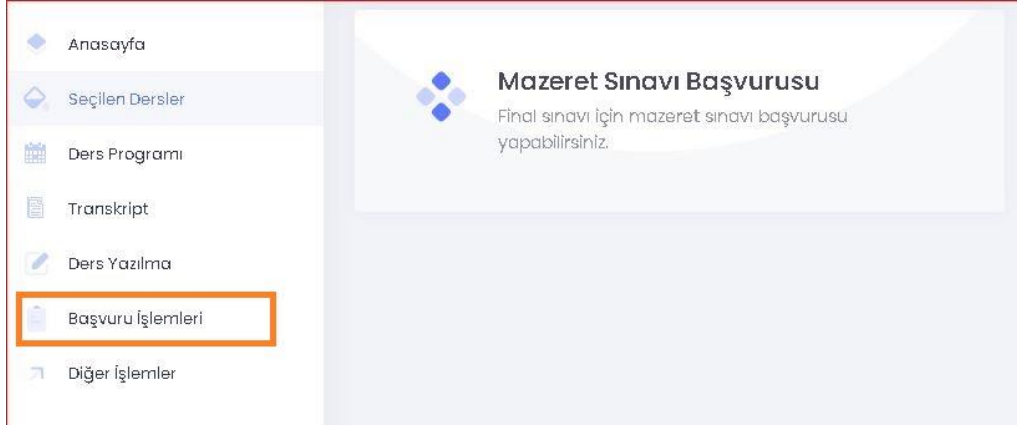 Anasayfa
Seçilen Dersler
Ders Programı
Transkript
Ders Yazılma
Başvuru İşlemleri
Diğer İşlemler
Mazeret Sınavı Başvurusu
Final sınavı için mazeret sınavı başvurusu
yapabilirsiniz.